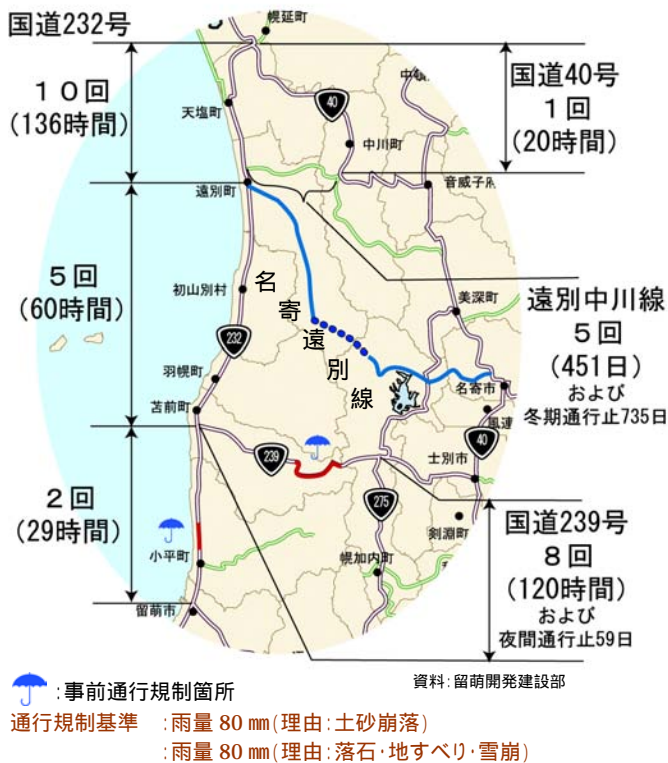 国道232号
幌延町
10回
(136時間)
国道40号
1回
(20時間)
天塩町
40
中川町
音威子府
遠別町
5回
(60時間)
初山別村
名寄遠別線
美深町
遠別中川線
5回
(451日)
および
冬期通行止735日
232
羽幌町
苫前町
名寄市
風連
40
239
士別市
2回
(29時間)
275
剣淵町
国道239号
8回
(120時間)
および
夜間通行止59日
小平町
幌加内町
留萌市
:事前通行規制箇所
資料:留萌開発建設部
通行規制基準 :雨量 80 ㎜(理由:土砂崩落)
:雨量 80 ㎜(理由:落石・地すべり・雪崩)